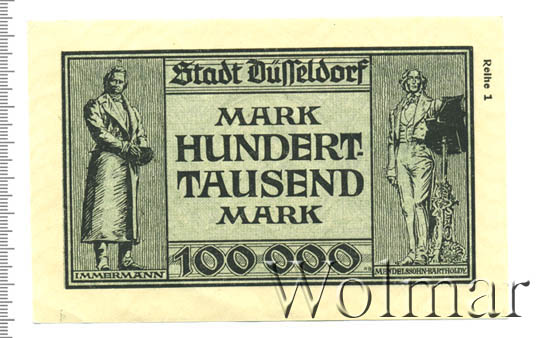 Stadt Düsseldorf
MARK
HUNDERT-
TAUSEND
MARK
100 000
IMMERMANN
MENDELSSOHN-BARTHOLDY
Reihe 1
Wolmar